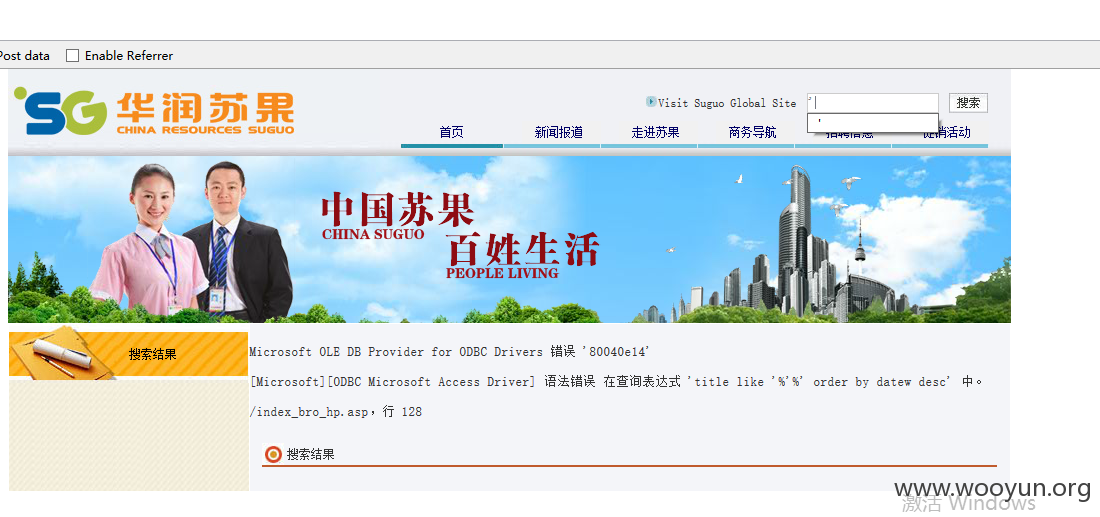 Post data Enable Referrer
SG 华润苏果
CHINA RESOURCES SUGUO
Visit Suguo Global Site ' 搜索
'
首页 新闻报道 走进苏果 商务导航 招聘信息 促销活动
中国苏果
CHINA SUGUO
百姓生活
PEOPLE LIVING
搜索结果
Microsoft OLE DB Provider for ODBC Drivers 错误 '80040e14'
[Microsoft][ODBC Microsoft Access Driver] 语法错误 在查询表达式 'title like '%'%' order by datew desc' 中。
/index_bro_hp.asp，行 128
搜索结果
www.wooyun.org
激活 Windows